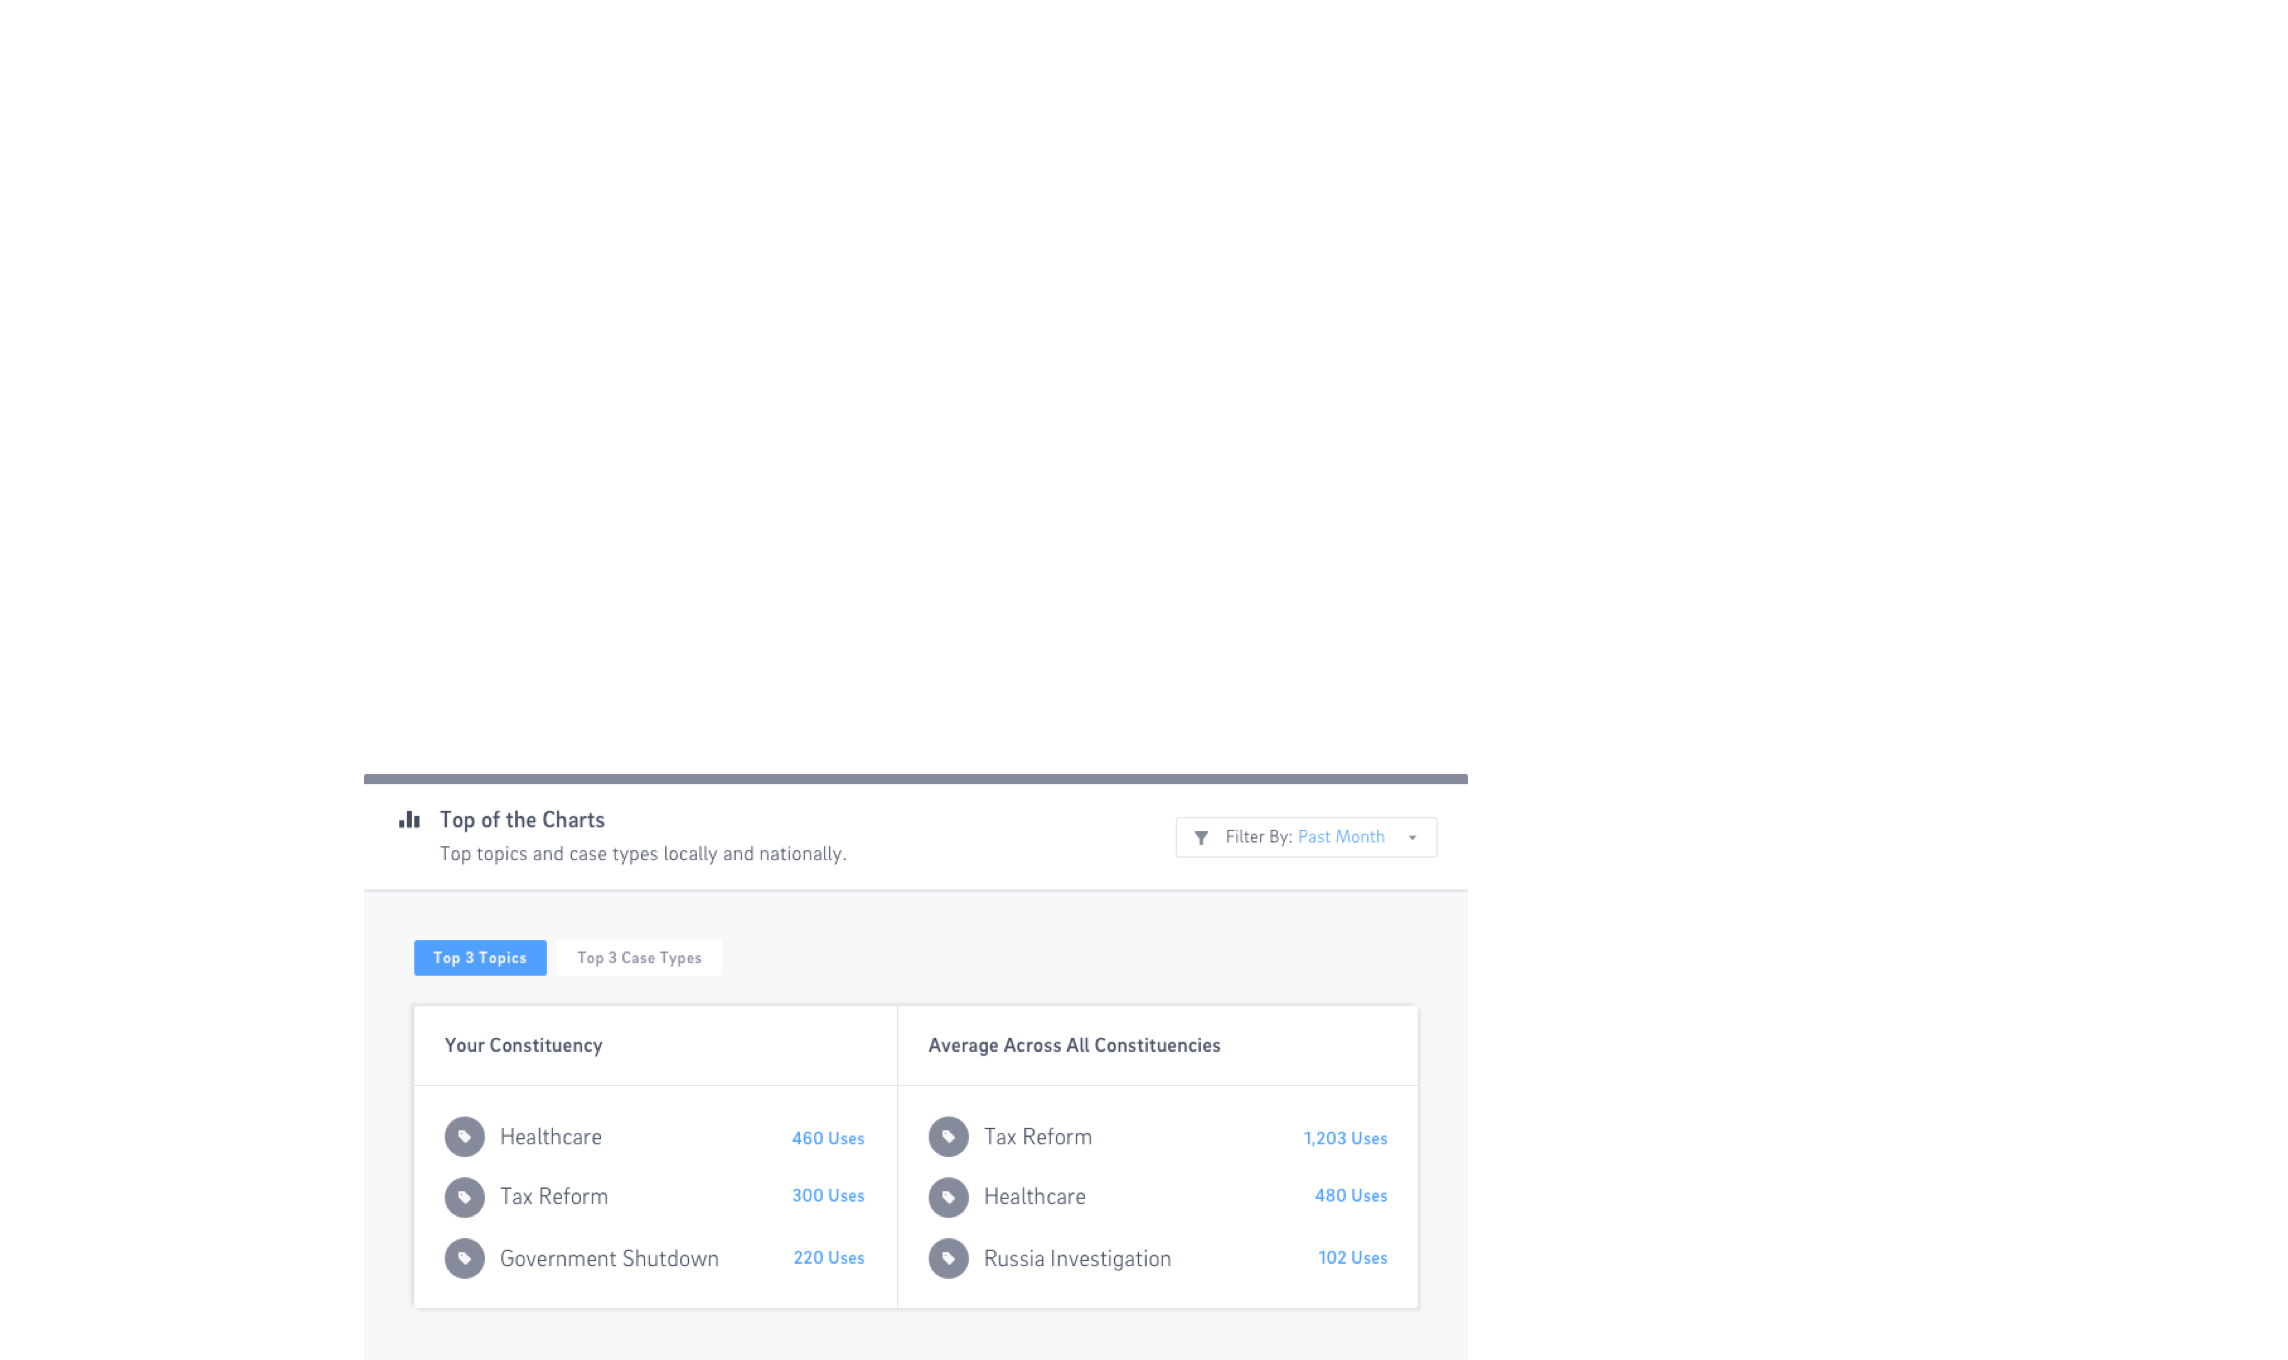 Top of the Charts
Top topics and case types locally and nationally.
Filter By: Past Month
Top 3 Topics
Top 3 Case Types
Your Constituency
Healthcare 460 Uses
Tax Reform 300 Uses
Government Shutdown 220 Uses
Average Across All Constituencies
Tax Reform 1,203 Uses
Healthcare 480 Uses
Russia Investigation 102 Uses